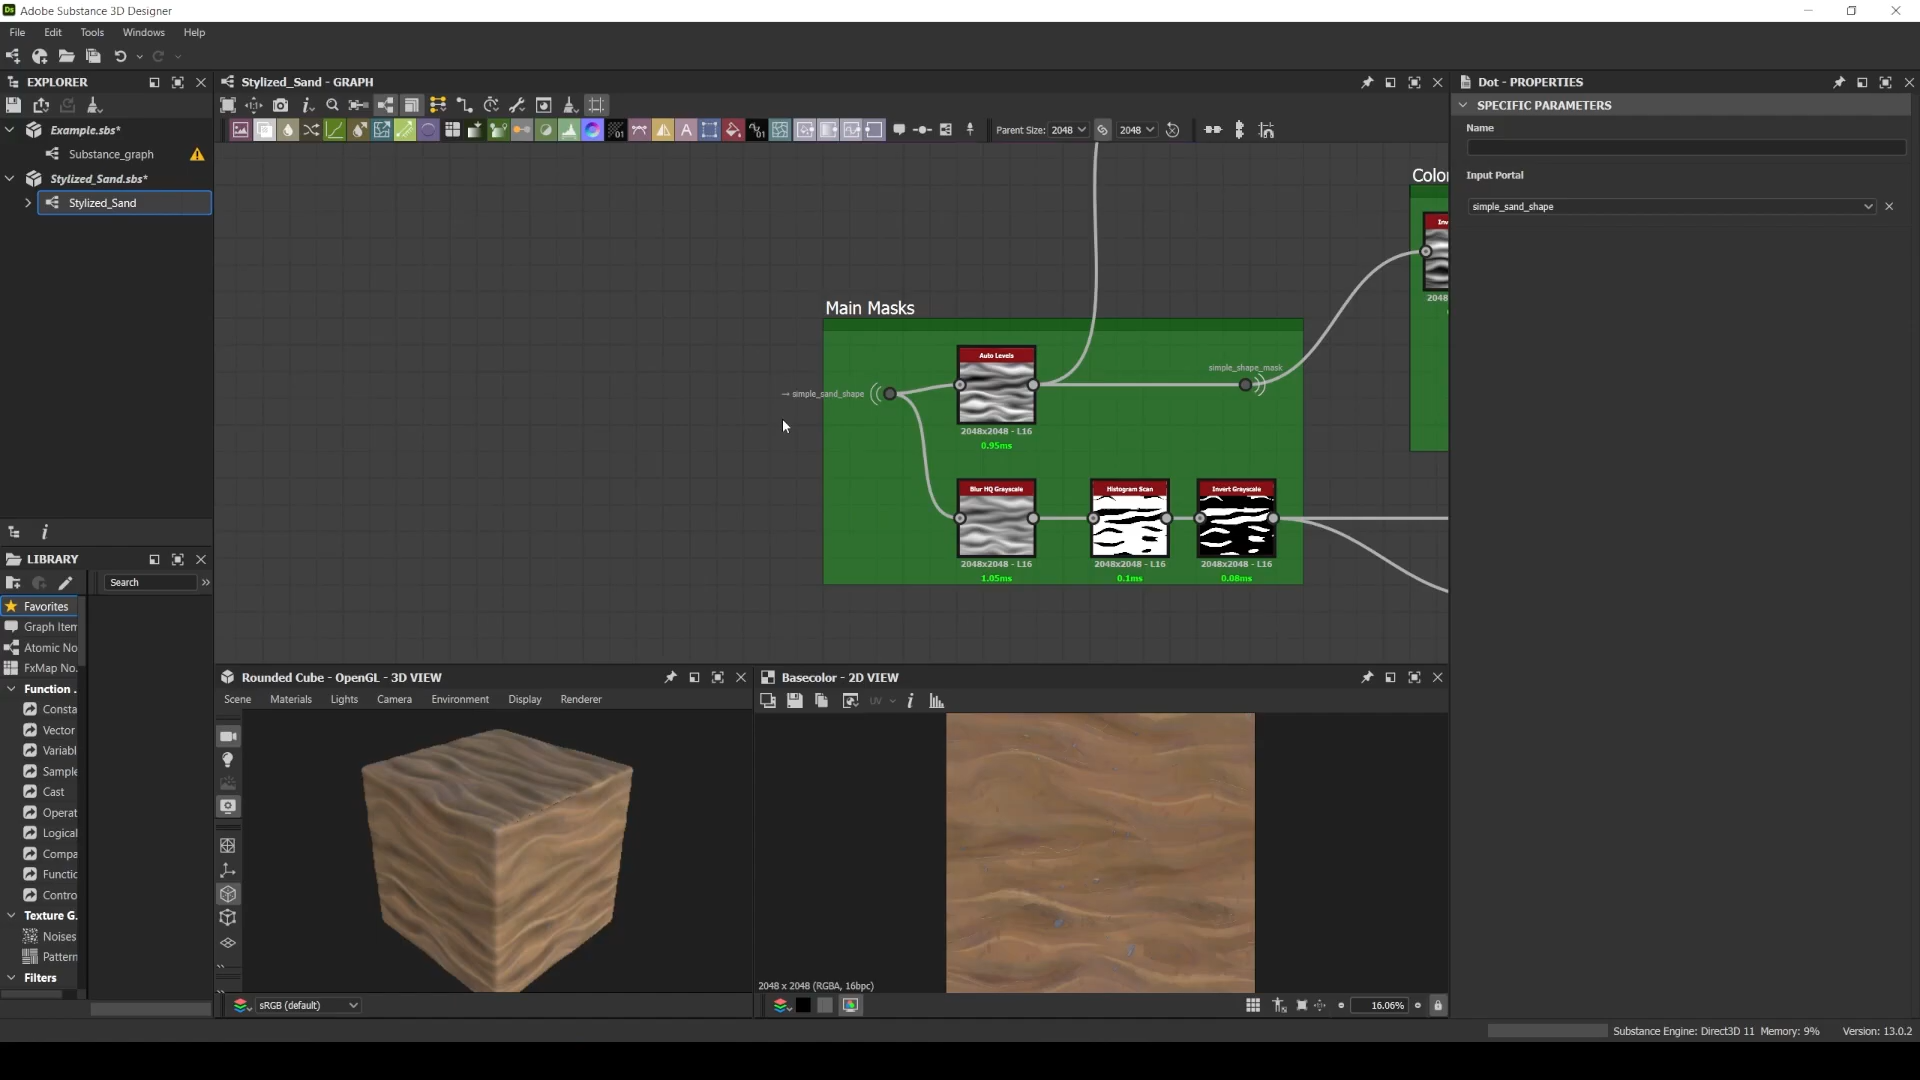 Adobe Substance 3D Designer
File Edit Tools Windows Help
EXPLORER
Example.sbs*
Substance_graph
Stylized_Sand.sbs*
Stylized_Sand
LIBRARY
Search
Favorites
Graph Item
Atomic No
FxMap No.
Function .
Consta
Vector
Variabl
Sample
Cast
Operat
Logical
Compa
Functio
Contro
Texture G.
Noises
Pattern
Filters
Stylized_Sand - GRAPH
Parent Size: 2048 2048
Color
Inv
2048
Main Masks
Auto Levels
simple_shape_mask
→ simple_sand_shape
2048x2048 - L16
0.95ms
Blur HQ Grayscale Histogram Scan Invert Grayscale
2048x2048 - L16 2048x2048 - L16 2048x2048 - L16
1.05ms 0.1ms 0.08ms
Rounded Cube - OpenGL - 3D VIEW
Scene Materials Lights Camera Environment Display Renderer
sRGB (default)
Basecolor - 2D VIEW
UV
2048 x 2048 (RGBA, 16bpc)
16.06%
Dot - PROPERTIES
SPECIFIC PARAMETERS
Name
Input Portal
simple_sand_shape
Substance Engine: Direct3D 11 Memory: 9% Version: 13.0.2